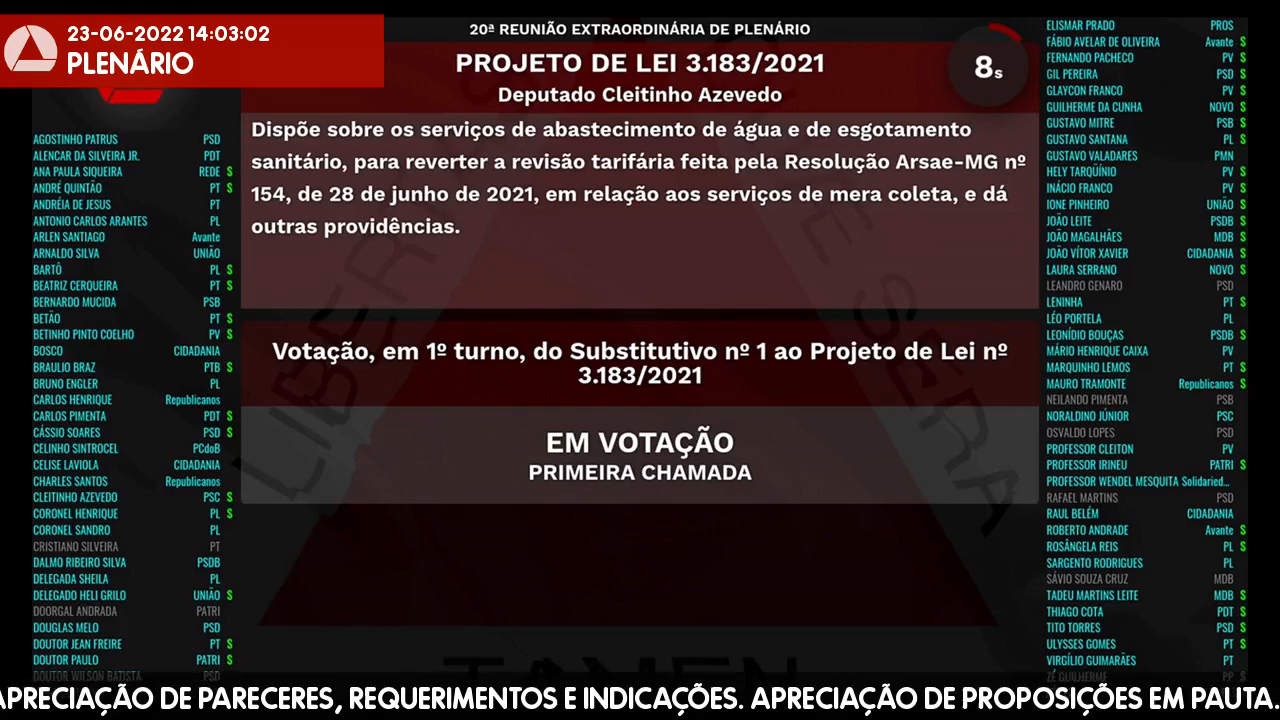 23-06-2022 14:03:02
PLENÁRIO
20ª REUNIÃO EXTRAORDINÁRIA DE PLENÁRIO
PROJETO DE LEI 3.183/2021
Deputado Cleitinho Azevedo
8s
Dispõe sobre os serviços de abastecimento de água e de esgotamento
sanitário, para reverter a revisão tarifária feita pela Resolução Arsae-MG nº
154, de 28 de junho de 2021, em relação aos serviços de mera coleta, e dá
outras providências.
Votação, em 1º turno, do Substitutivo nº 1 ao Projeto de Lei nº
3.183/2021
EM VOTAÇÃO
PRIMEIRA CHAMADA
AGOSTINHO PATRUS PSD
ALENCAR DA SILVEIRA JR. PDT
ANA PAULA SIQUEIRA REDE S
ANDRÉ QUINTÃO PT S
ANDRÉIA DE JESUS PT
ANTONIO CARLOS ARANTES PL
ARLEN SANTIAGO Avante
ARNALDO SILVA UNIÃO
BARTÔ PL S
BEATRIZ CERQUEIRA PT S
BERNARDO MUCIDA PSB
BETÃO PT S
BETINHO PINTO COELHO PV S
BOSCO CIDADANIA
BRAULIO BRAZ PTB S
BRUNO ENGLER PL
CARLOS HENRIQUE Republicanos
CARLOS PIMENTA PDT S
CÁSSIO SOARES PSD S
CELINHO SINTROCEL PCdoB
CELISE LAVIOLA CIDADANIA
CHARLES SANTOS Republicanos
CLEITINHO AZEVEDO PSC S
CORONEL HENRIQUE PL S
CORONEL SANDRO PL
CRISTIANO SILVEIRA PT
DALMO RIBEIRO SILVA PSDB
DELEGADA SHEILA PL
DELEGADO HELI GRILO UNIÃO S
DOORGAL ANDRADA PATRI
DOUGLAS MELO PSD
DOUTOR JEAN FREIRE PT S
DOUTOR PAULO PATRI S
DOUTOR WILSON BATISTA PSD
ELISMAR PRADO PROS
FÁBIO AVELAR DE OLIVEIRA Avante S
FERNANDO PACHECO PV S
GIL PEREIRA PSD S
GLAYCON FRANCO PV S
GUILHERME DA CUNHA NOVO S
GUSTAVO MITRE PSB S
GUSTAVO SANTANA PL S
GUSTAVO VALADARES PMN
HELY TARQÜÍNIO PV S
INÁCIO FRANCO PV S
IONE PINHEIRO UNIÃO S
JOÃO LEITE PSDB S
JOÃO MAGALHÃES MDB S
JOÃO VÍTOR XAVIER CIDADANIA S
LAURA SERRANO NOVO S
LEANDRO GENARO PSD
LENINHA PT S
LÉO PORTELA PL
LEONÍDIO BOUÇAS PSDB S
MÁRIO HENRIQUE CAIXA PV
MARQUINHO LEMOS PT S
MAURO TRAMONTE Republicanos S
NEILANDO PIMENTA PSB
NORALDINO JÚNIOR PSC
OSVALDO LOPES PSD
PROFESSOR CLEITON PV
PROFESSOR IRINEU PATRI S
PROFESSOR WENDEL MESQUITA Solidaried...
RAFAEL MARTINS PSD
RAUL BELÉM CIDADANIA
ROBERTO ANDRADE Avante S
ROSÂNGELA REIS PL S
SARGENTO RODRIGUES PL
SÁVIO SOUZA CRUZ MDB
TADEU MARTINS LEITE MDB S
THIAGO COTA PDT S
TITO TORRES PSD S
ULYSSES GOMES PT S
VIRGÍLIO GUIMARÃES PT
ZÉ GUILHERME PP S
LIBER
E SERA
TAMEN
APRECIAÇÃO DE PARECERES, REQUERIMENTOS E INDICAÇÕES. APRECIAÇÃO DE PROPOSIÇÕES EM PAUTA.